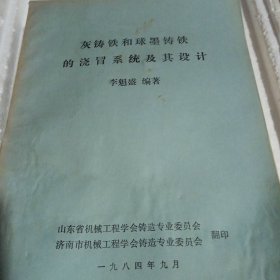 灰铸铁和球墨铸铁
的浇冒系统及其设计
李魁盛 编著
山东省机械工程学会铸造专业委员会
济南市机械工程学会铸造专业委员会 翻印
一九八四年九月